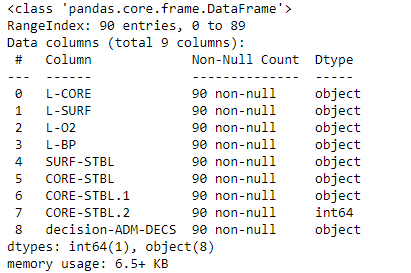 <class 'pandas.core.frame.DataFrame'>
RangeIndex: 90 entries, 0 to 89
Data columns (total 9 columns):
 #   Column            Non-Null Count  Dtype
---  ------            --------------  -----
 0   L-CORE            90 non-null     object
 1   L-SURF            90 non-null     object
 2   L-O2              90 non-null     object
 3   L-BP              90 non-null     object
 4   SURF-STBL         90 non-null     object
 5   CORE-STBL         90 non-null     object
 6   CORE-STBL.1       90 non-null     object
 7   CORE-STBL.2       90 non-null     int64
 8   decision-ADM-DECS 90 non-null     object
dtypes: int64(1), object(8)
memory usage: 6.5+ KB